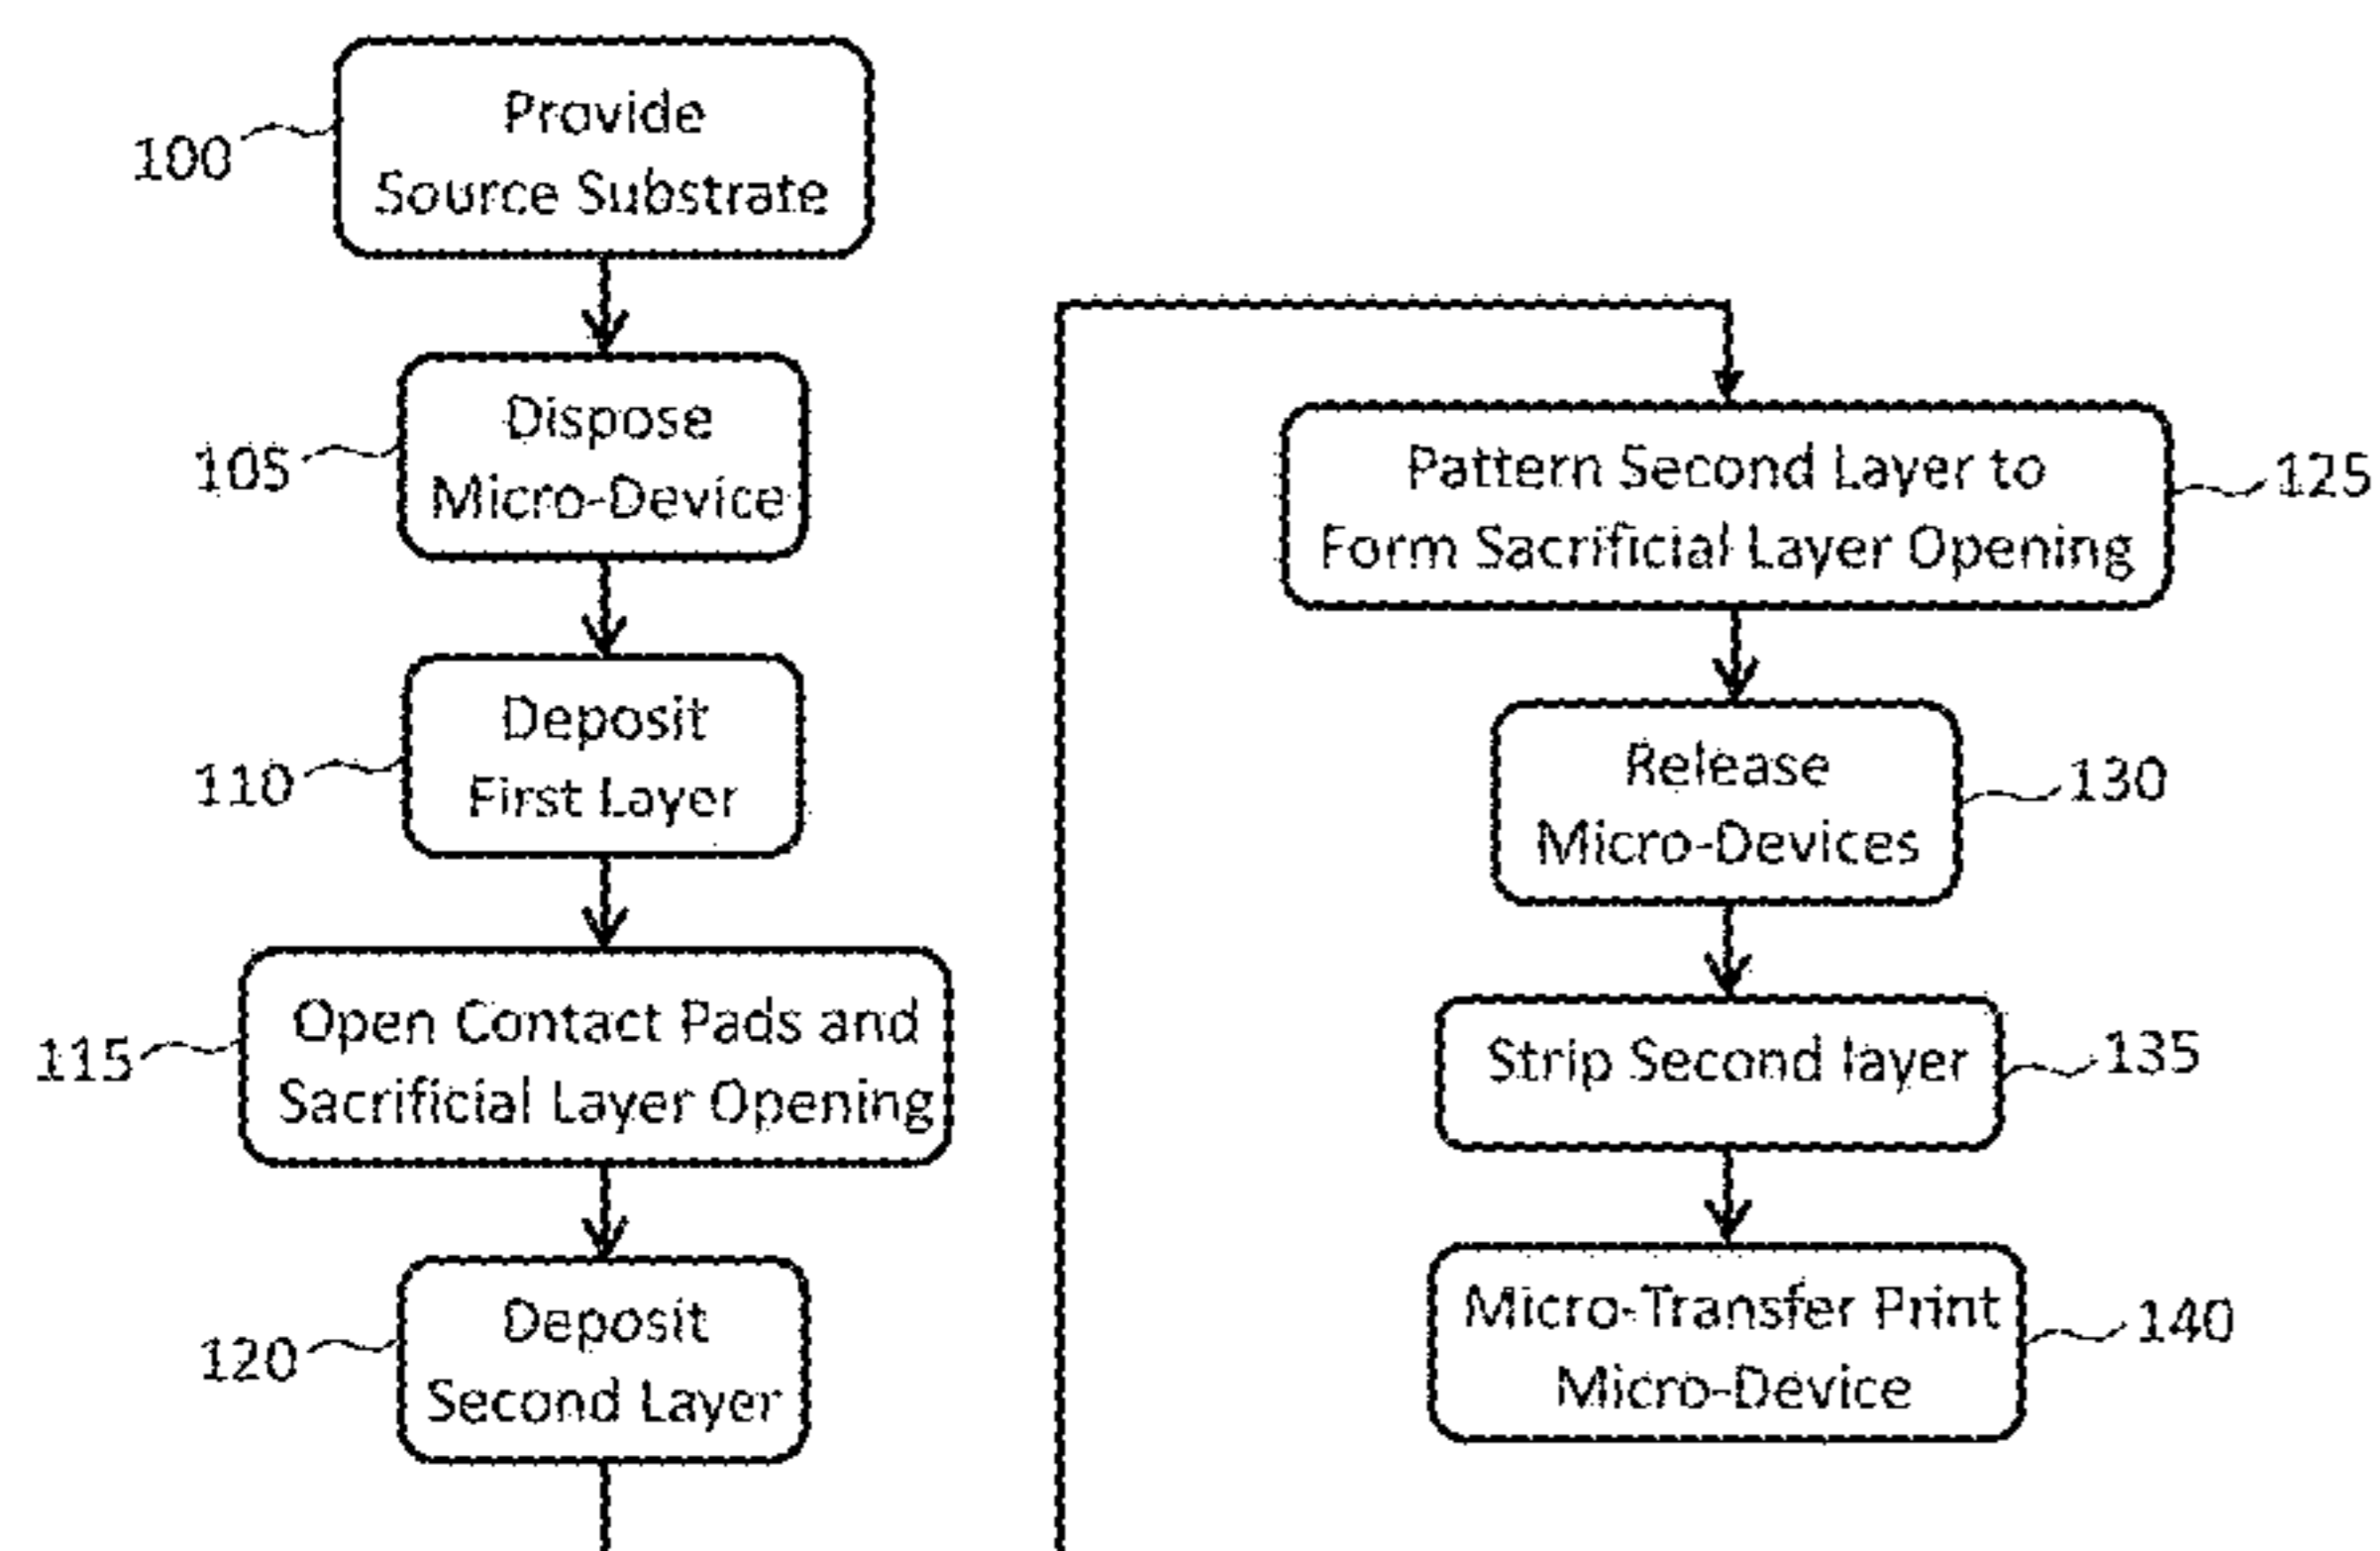 100
Provide
Source Substrate
105
Dispose
Micro-Device
110
Deposit
First Layer
115
Open Contact Pads and
Sacrificial Layer Opening
120
Deposit
Second Layer
Pattern Second Layer to
Form Sacrificial Layer Opening
125
Release
Micro-Devices
130
Strip Second layer
135
Micro-Transfer Print
Micro-Device
140